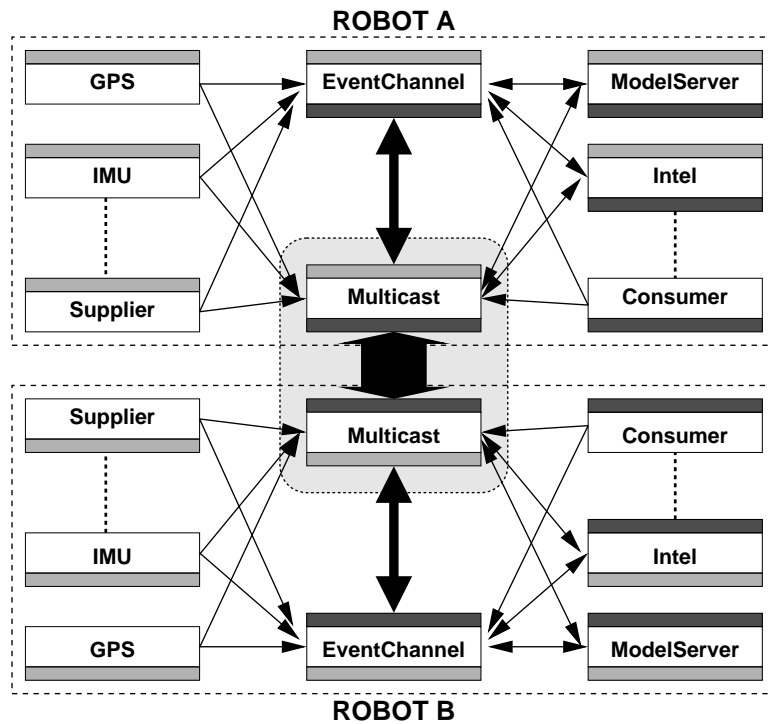 ROBOT A
GPS EventChannel ModelServer
IMU Intel
Supplier Multicast Consumer
Supplier Multicast Consumer
IMU Intel
GPS EventChannel ModelServer
ROBOT B